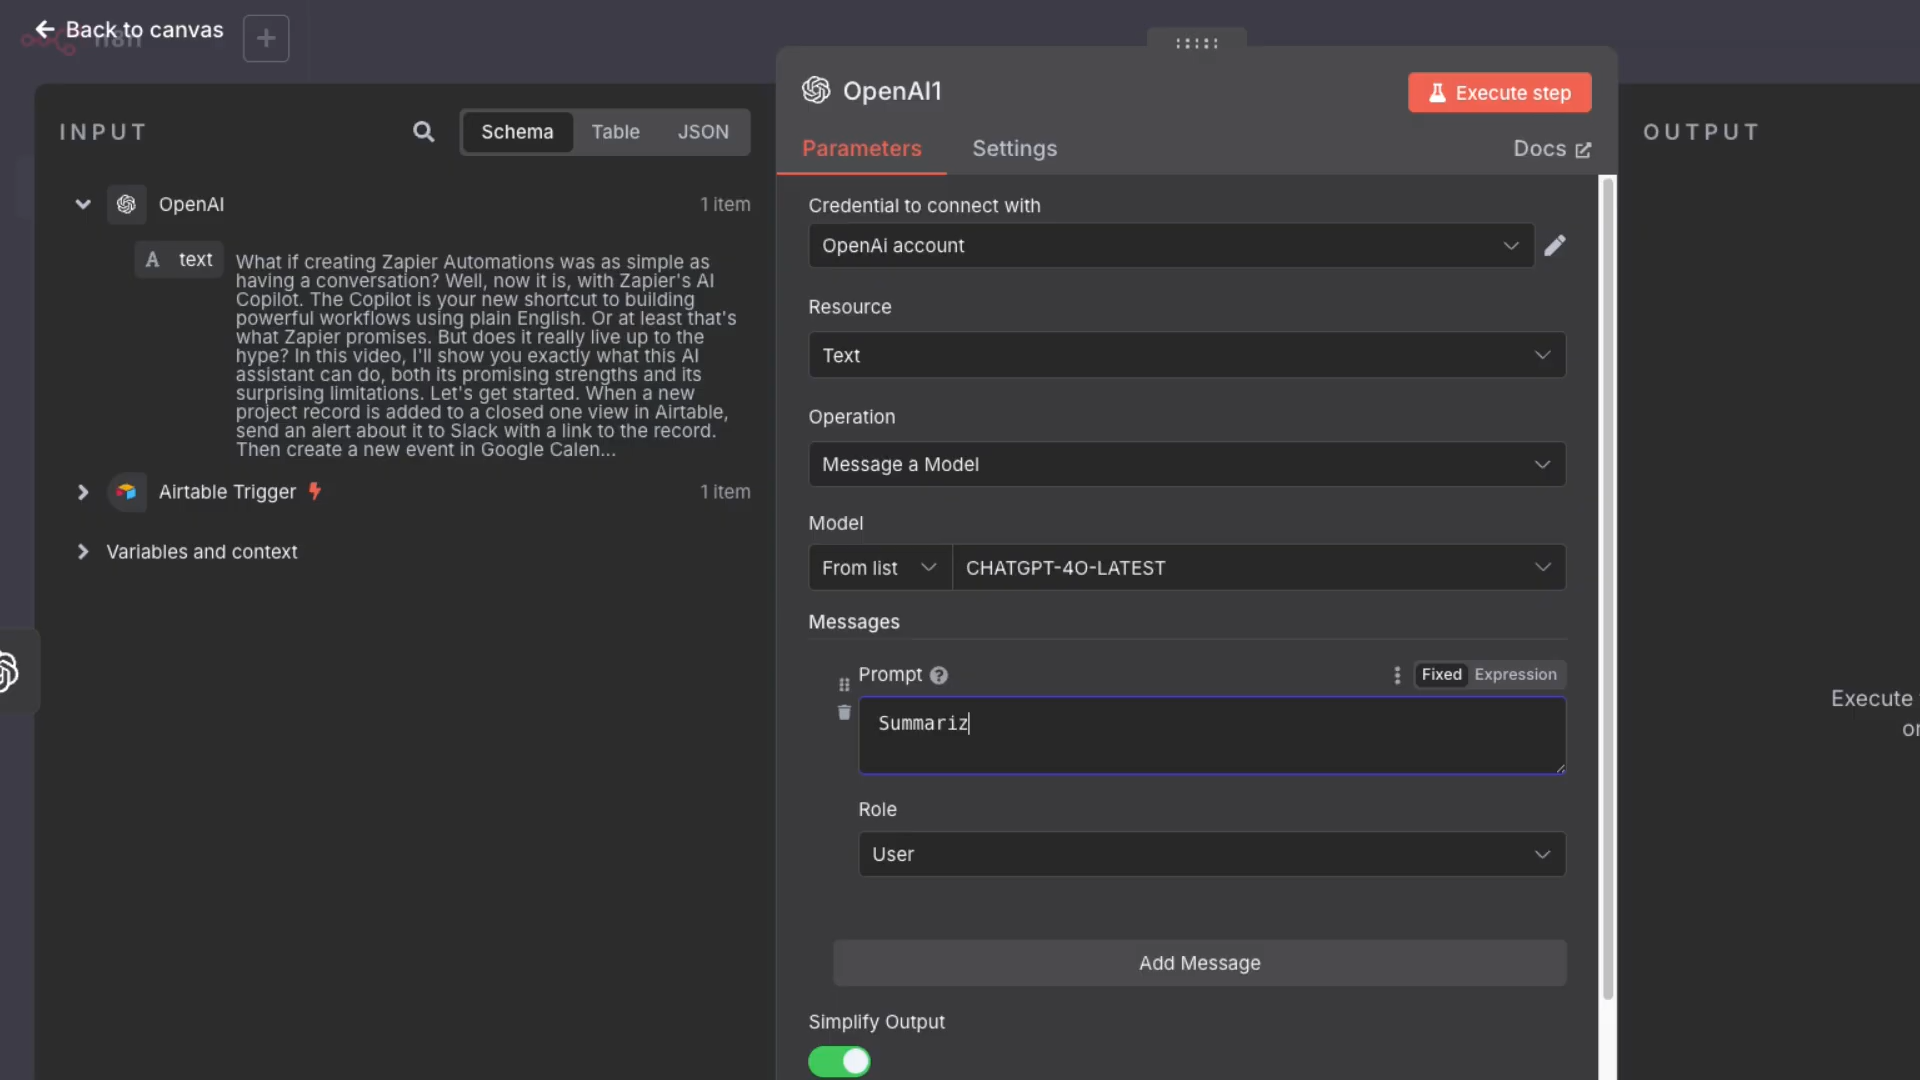 Back to canvas
n8n
INPUT
Schema
Table
JSON
OpenAI
1 item
A text
What if creating Zapier Automations was as simple as
having a conversation? Well, now it is, with Zapier's AI
Copilot. The Copilot is your new shortcut to building
powerful workflows using plain English. Or at least that's
what Zapier promises. But does it really live up to the
hype? In this video, I'll show you exactly what this AI
assistant can do, both its promising strengths and its
surprising limitations. Let's get started. When a new
project record is added to a closed one view in Airtable,
send an alert about it to Slack with a link to the record.
Then create a new event in Google Calen...
Airtable Trigger
1 item
Variables and context
OpenAI1
Execute step
Parameters
Settings
Docs
Credential to connect with
OpenAi account
Resource
Text
Operation
Message a Model
Model
From list
CHATGPT-4O-LATEST
Messages
Prompt
Fixed
Expression
Summariz
Role
User
Add Message
Simplify Output
OUTPUT
Execute
or